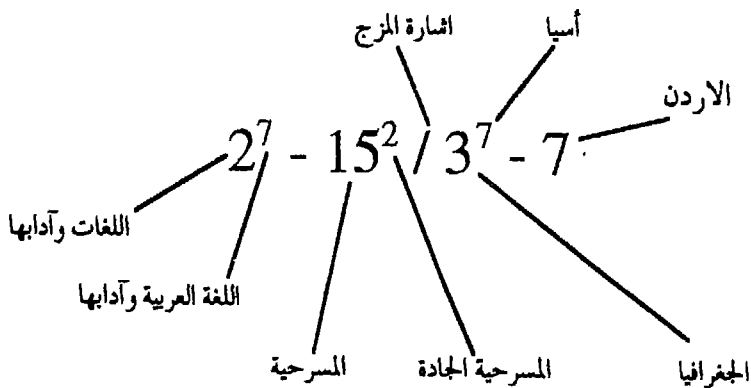 اشارة المزج أسيا
الاردن
2⁷ - 15² / 3⁷ - 7
اللغات وآدابها
اللغة العربية وآدابها
المسرحية المسرحية الجادة الجغرافيا